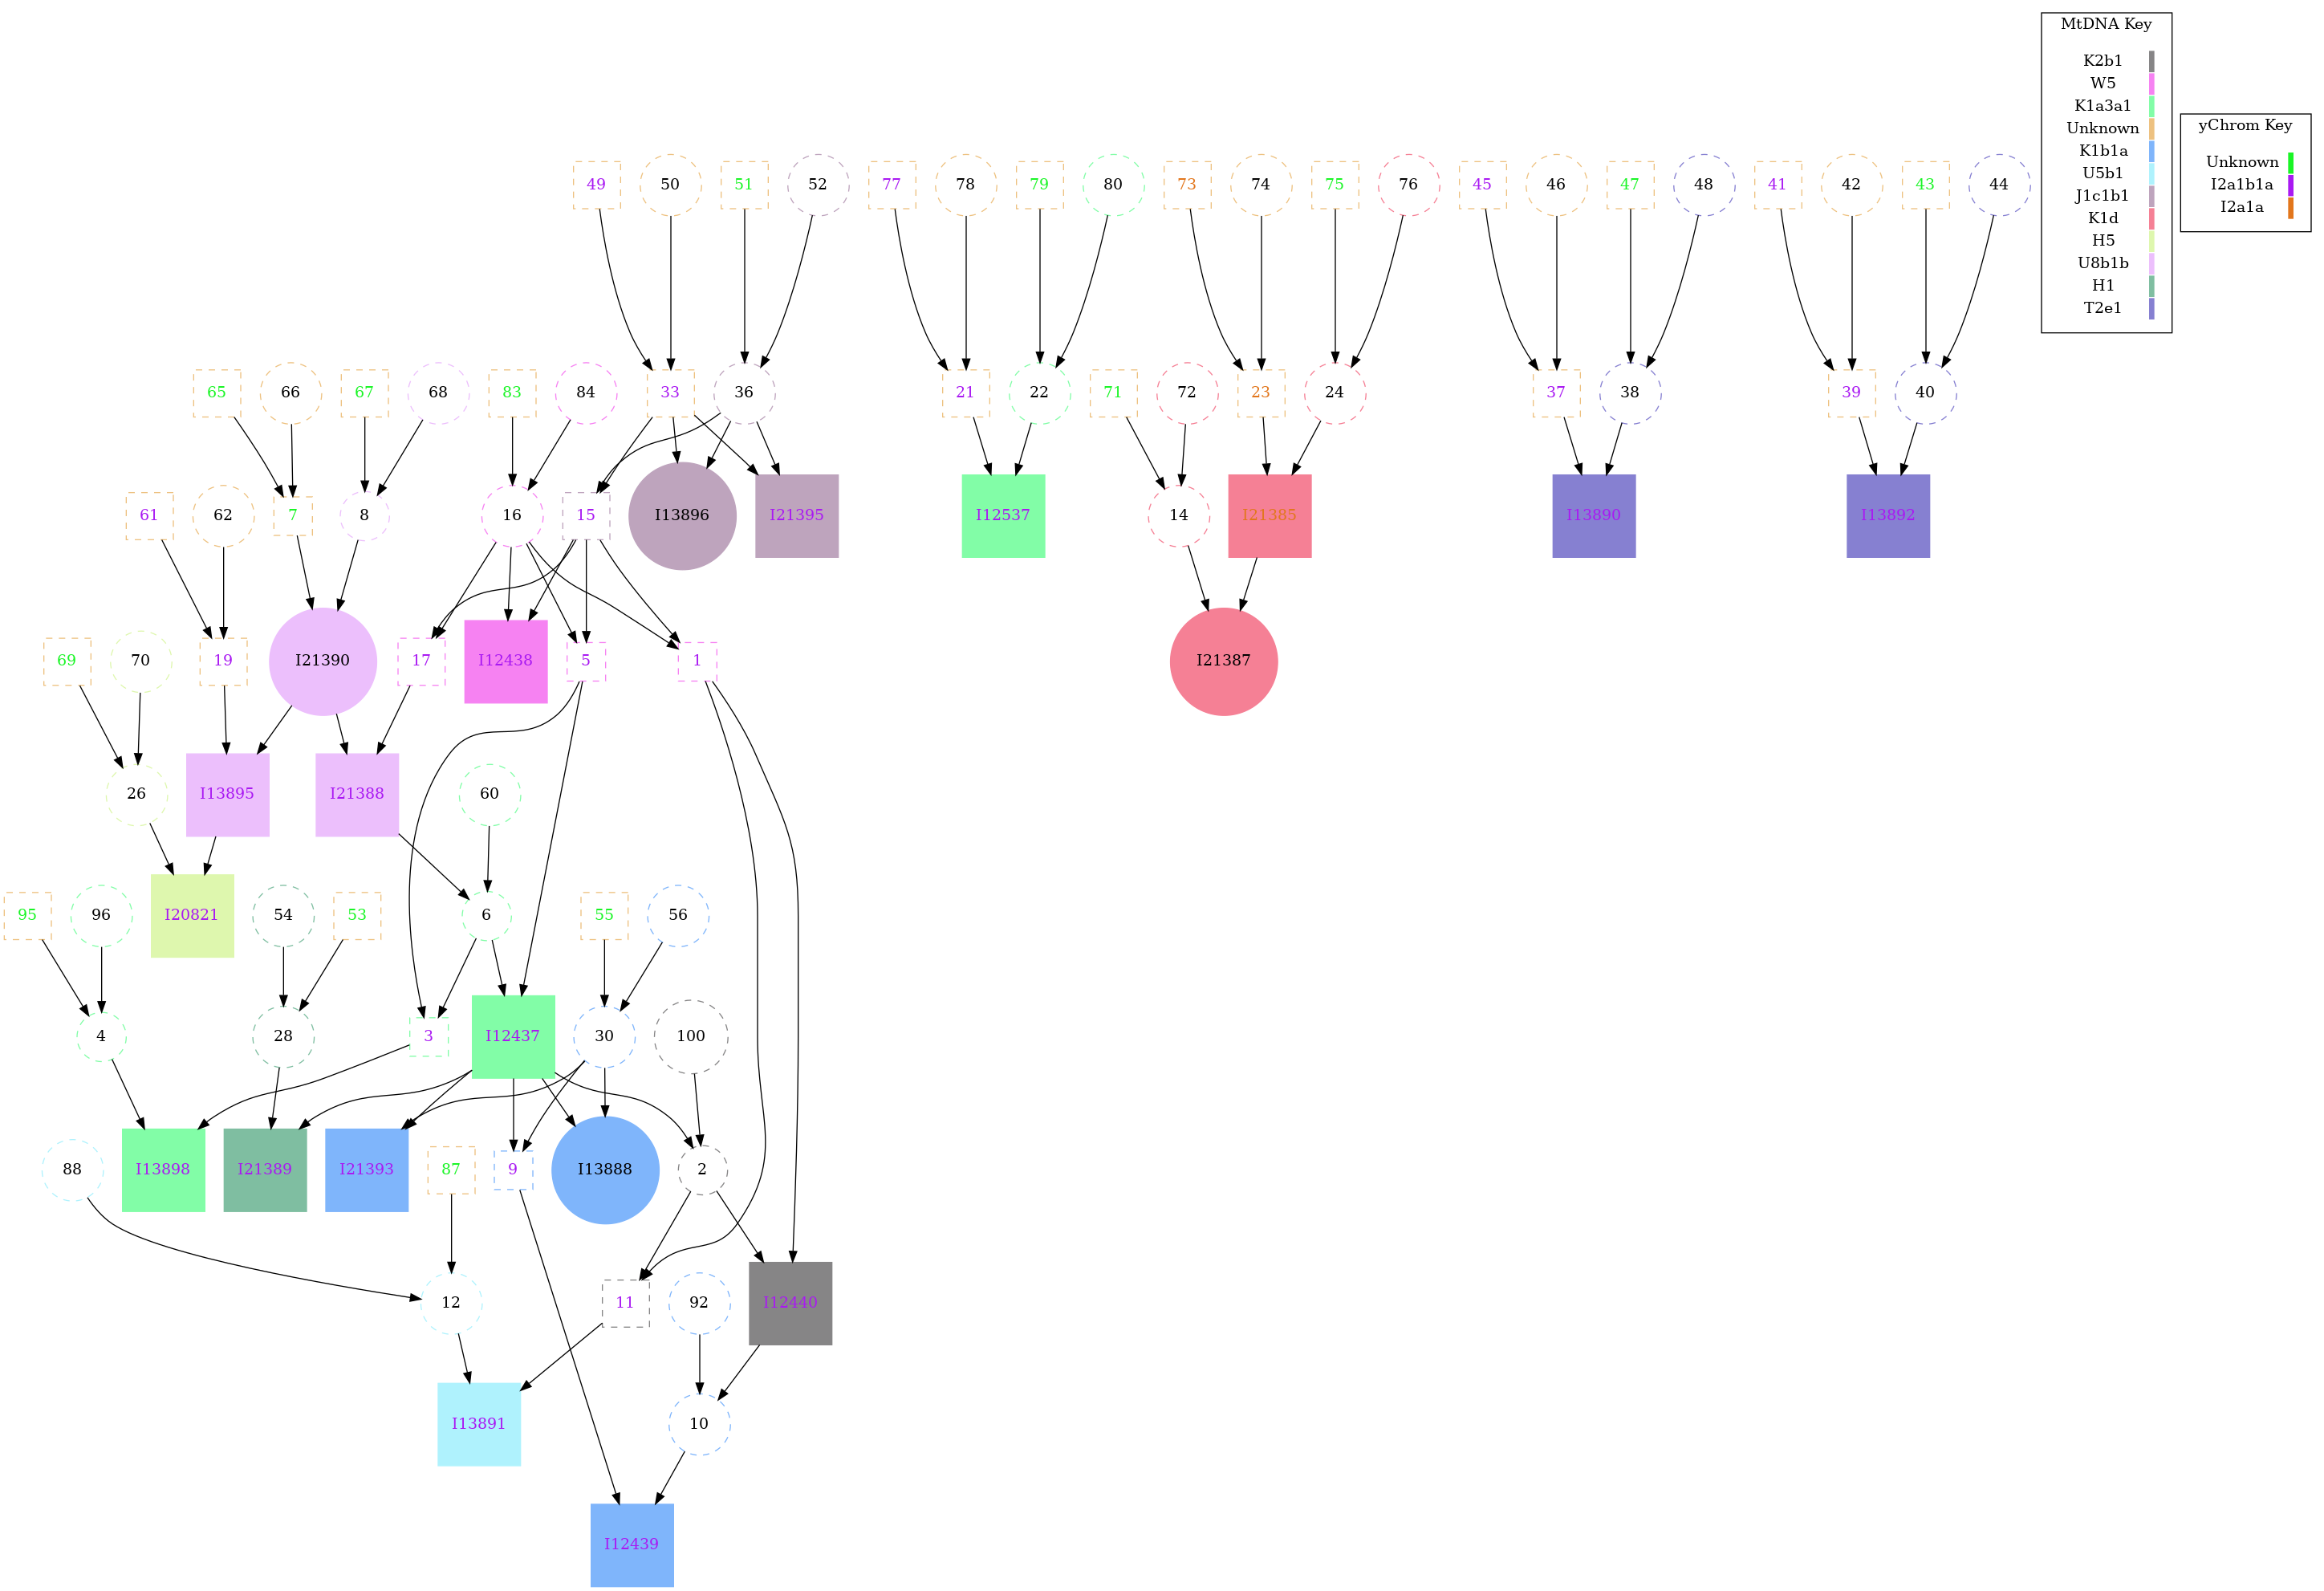 MtDNA Key
K2b1
W5
K1a3a1
Unknown
K1b1a
U5b1
J1c1b1
K1d
H5
U8b1b
H1
T2e1
yChrom Key
Unknown
I2a1b1a
I2a1a
49 50 51 52 77 78 79 80 73 74 75 76 45 46 47 48 41 42 43 44
65 66 67 68 83 84 33 36 21 22 71 72 23 24 37 38 39 40
61 62 7 8 16 15 I13896 I21395 I12537 14 I21385 I13890 I13892
69 70 19 I21390 17 I12438 5 1 I21387
26 I13895 I21388 60
95 96 I20821 54 53 6 55 56
4 28 3 I12437 30 100
88 I13898 I21389 I21393 87 9 I13888 2
12 11 92 I12440
I13891 10
I12439